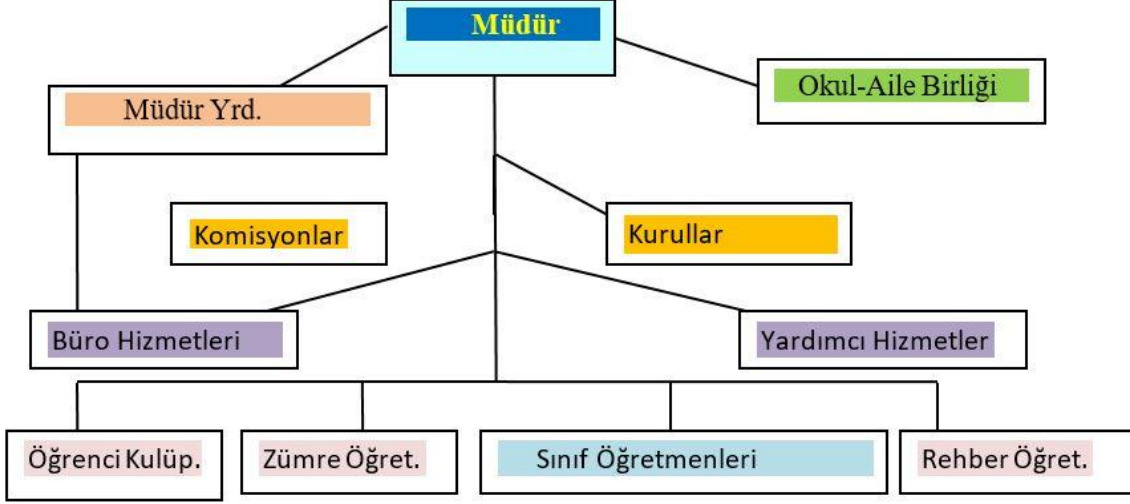 Müdür
Okul-Aile Birliği
Müdür Yrd.
Komisyonlar
Kurullar
Büro Hizmetleri
Yardımcı Hizmetler
Öğrenci Kulüp.
Zümre Öğret.
Sınıf Öğretmenleri
Rehber Öğret.